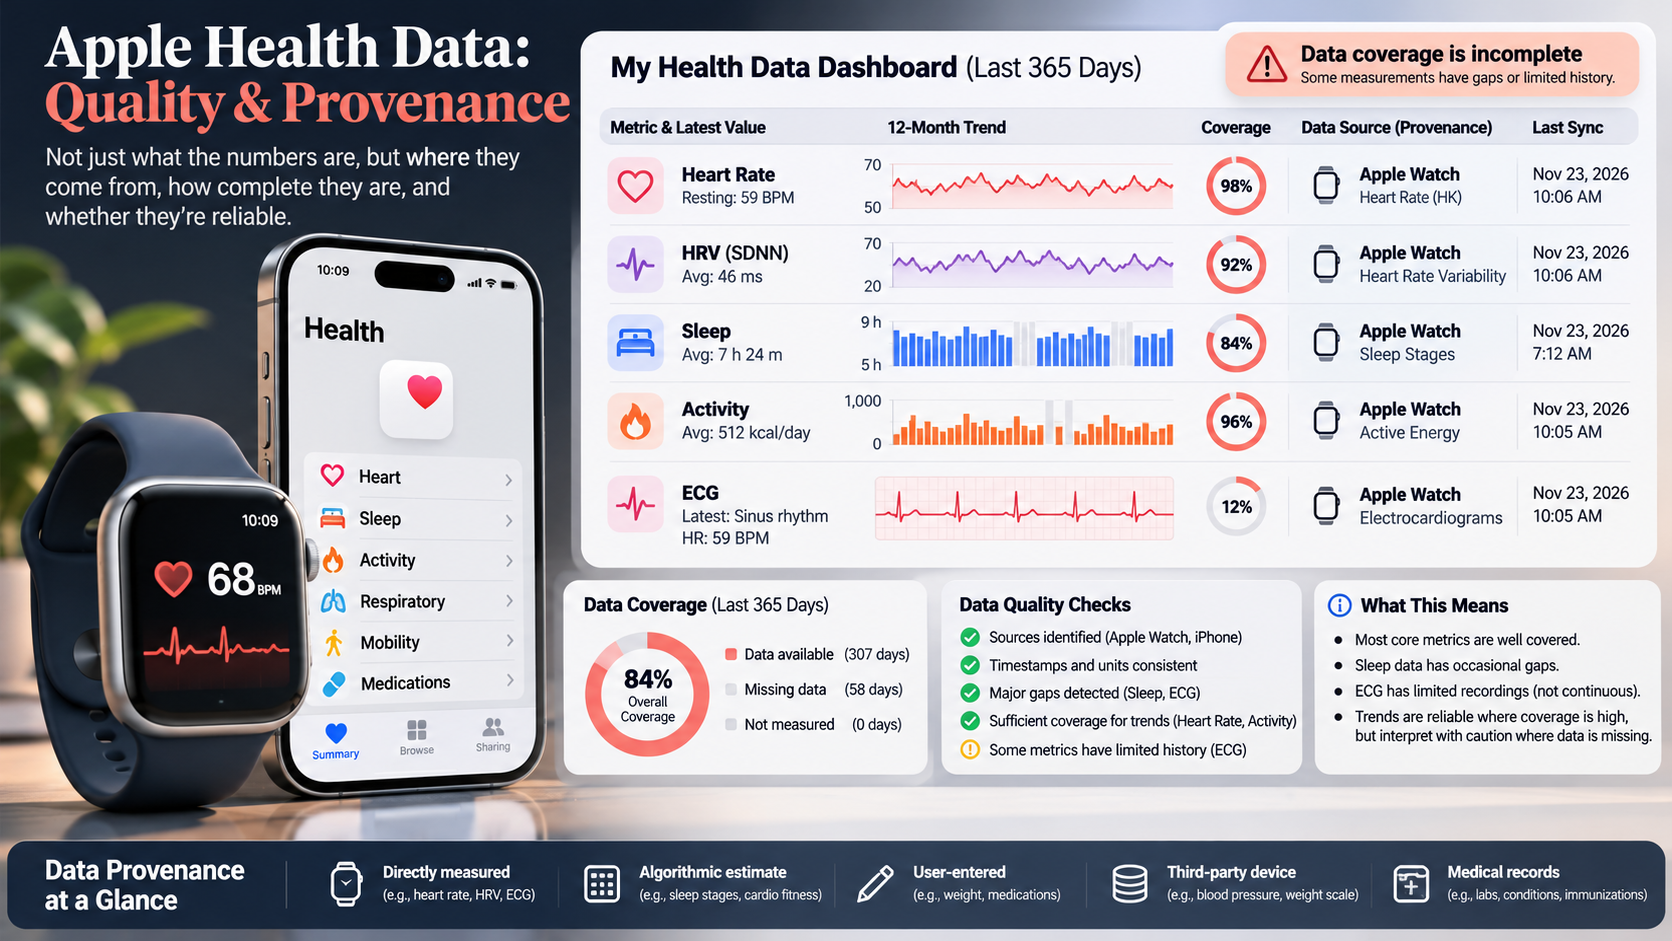 Apple Health Data:
Quality & Provenance
Not just what the numbers are, but where they
come from, how complete they are, and
whether they're reliable.
10:09
Health
Heart
Sleep
Activity
Respiratory
Mobility
Medications
Summary
Browse
Sharing
10:09
68 BPM
My Health Data Dashboard (Last 365 Days)
Data coverage is incomplete
Some measurements have gaps or limited history.
Metric & Latest Value
12-Month Trend
Coverage
Data Source (Provenance)
Last Sync
Heart Rate
Resting: 59 BPM
70
50
98%
Apple Watch
Heart Rate (HK)
Nov 23, 2026
10:06 AM
HRV (SDNN)
Avg: 46 ms
70
20
92%
Apple Watch
Heart Rate Variability
Nov 23, 2026
10:06 AM
Sleep
Avg: 7 h 24 m
9 h
5 h
84%
Apple Watch
Sleep Stages
Nov 23, 2026
7:12 AM
Activity
Avg: 512 kcal/day
1,000
0
96%
Apple Watch
Active Energy
Nov 23, 2026
10:05 AM
ECG
Latest: Sinus rhythm
HR: 59 BPM
12%
Apple Watch
Electrocardiograms
Nov 23, 2026
10:05 AM
Data Coverage (Last 365 Days)
84%
Overall
Coverage
Data available (307 days)
Missing data (58 days)
Not measured (0 days)
Data Quality Checks
Sources identified (Apple Watch, iPhone)
Timestamps and units consistent
Major gaps detected (Sleep, ECG)
Sufficient coverage for trends (Heart Rate, Activity)
Some metrics have limited history (ECG)
What This Means
Most core metrics are well covered.
Sleep data has occasional gaps.
ECG has limited recordings (not continuous).
Trends are reliable where coverage is high,
but interpret with caution where data is missing.
Data Provenance
at a Glance
Directly measured
(e.g., heart rate, HRV, ECG)
Algorithmic estimate
(e.g., sleep stages, cardio fitness)
User-entered
(e.g., weight, medications)
Third-party device
(e.g., blood pressure, weight scale)
Medical records
(e.g., labs, conditions, immunizations)